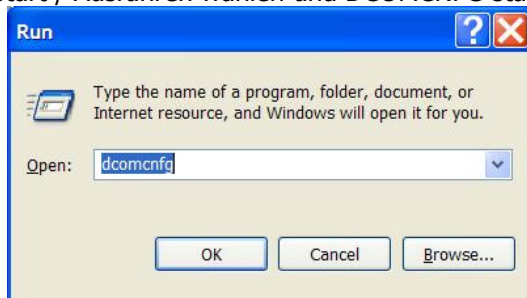 Run
Type the name of a program, folder, document, or
Internet resource, and Windows will open it for you.
Open:
dcomcnfg
OK
Cancel
Browse...